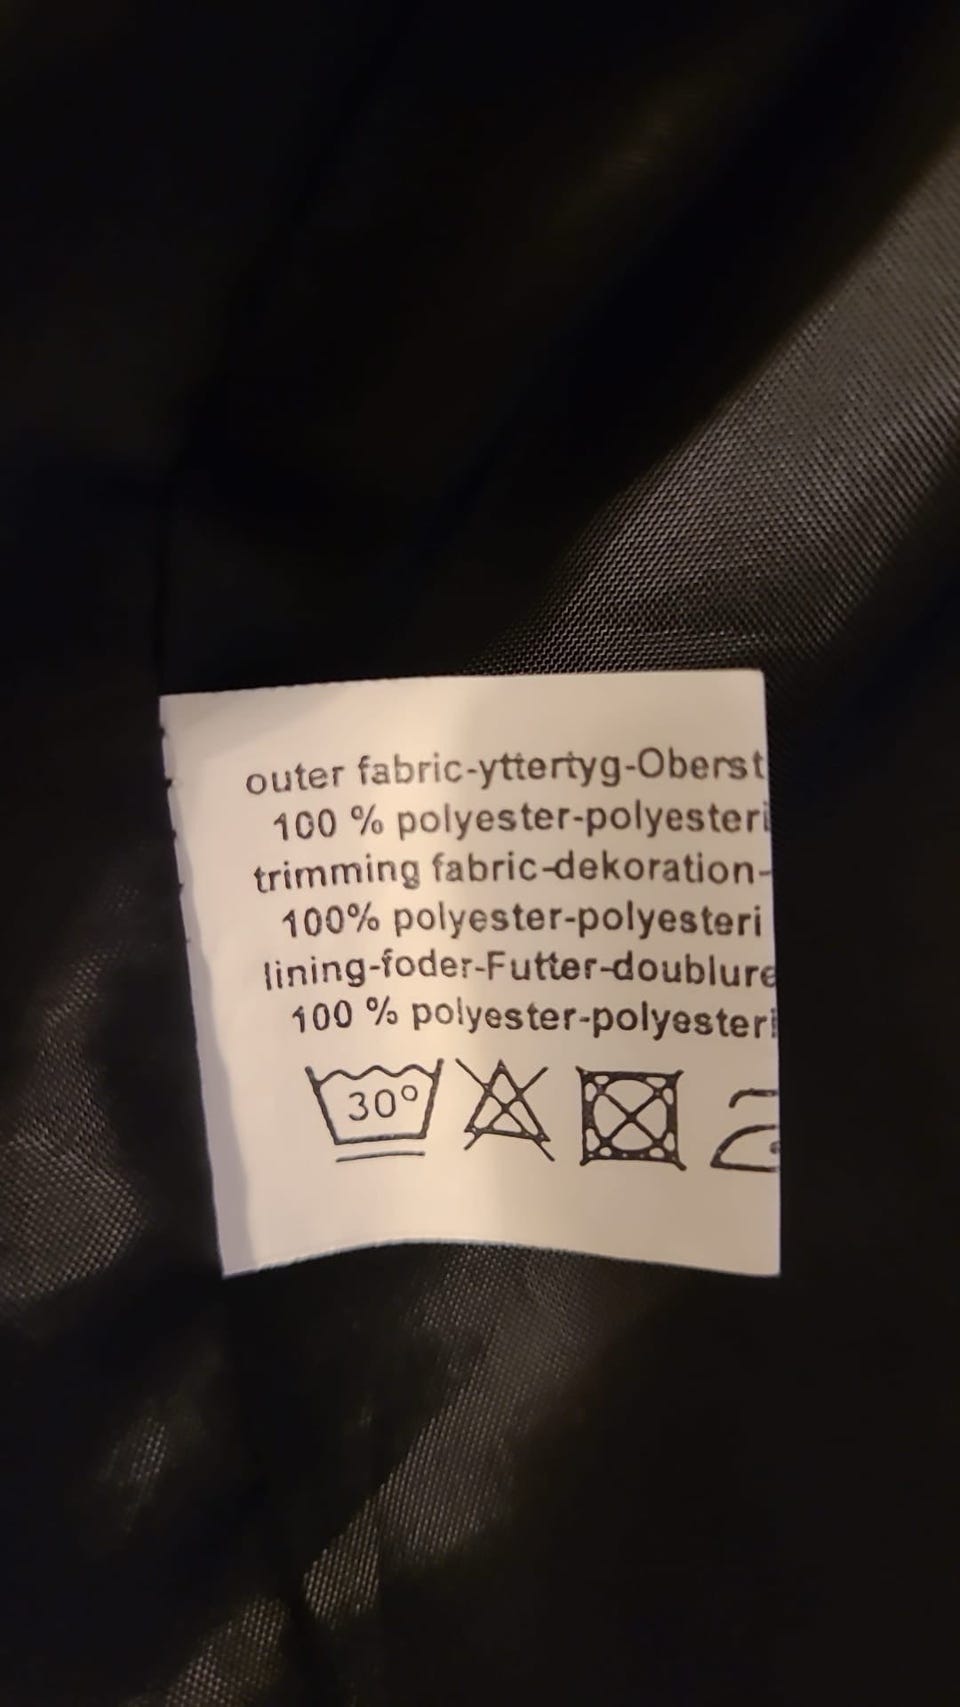 outer fabric-yttertyg-Oberst
100 % polyester-polyesteri
trimming fabric-dekoration-
100% polyester-polyesteri
lining-foder-Futter-doublure
100 % polyester-polyesteri
30°